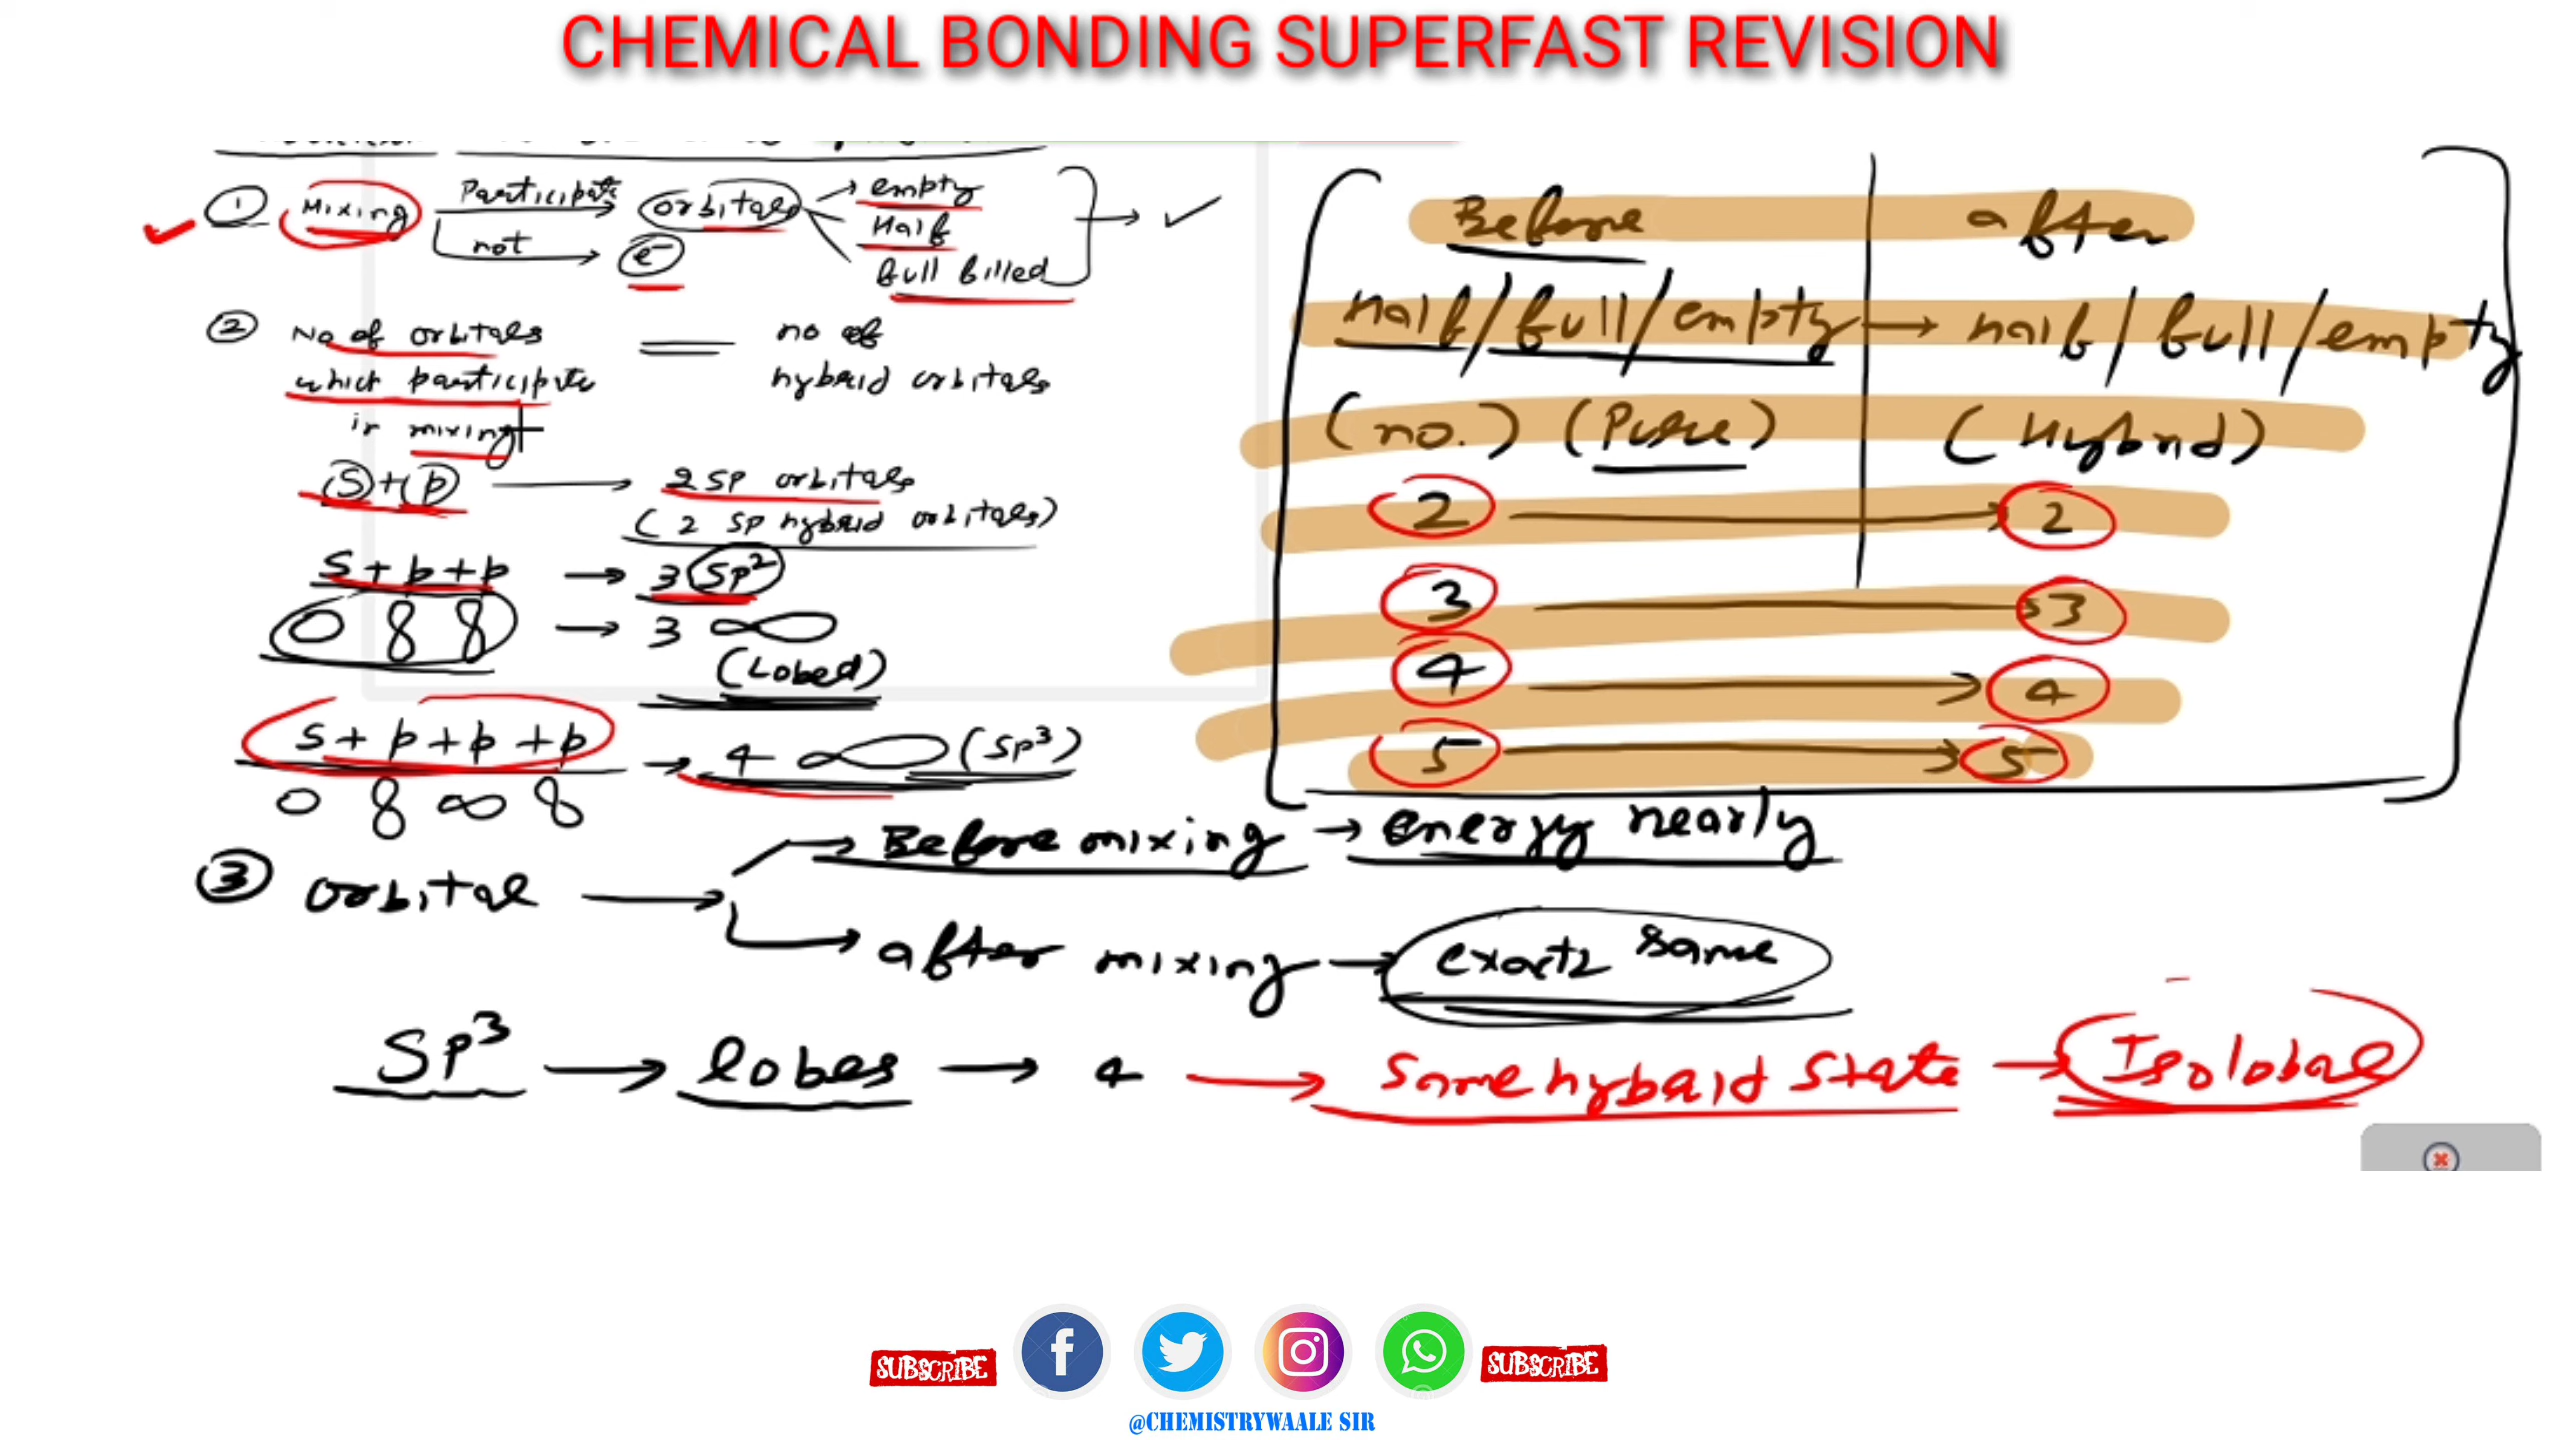 CHEMICAL BONDING SUPERFAST REVISION
① Mixing Participate → orbitals → empty
Half
full filled → ✓
not → e⁻
② No of orbitals = no of
which participate hybrid orbitals
in mixing
s + p → 2 sp orbitals
( 2 sp hybrid orbitals)
s + p + p → 3 sp²
→ 3
(Lobed)
s + p + p + p → 4 (sp³)
Before after
half/full/empty → half/full/empty
(no.) (Pure) (Hybrid)
2 → 2
3 → 3
4 → 4
5 → 5
③ orbital → Before mixing → energy nearly
→ after mixing → same
sp³ → lobes → 4 → Same hybrid state → Isolobal
SUBSCRIBE SUBSCRIBE
@CHEMISTRYWAALE SIR